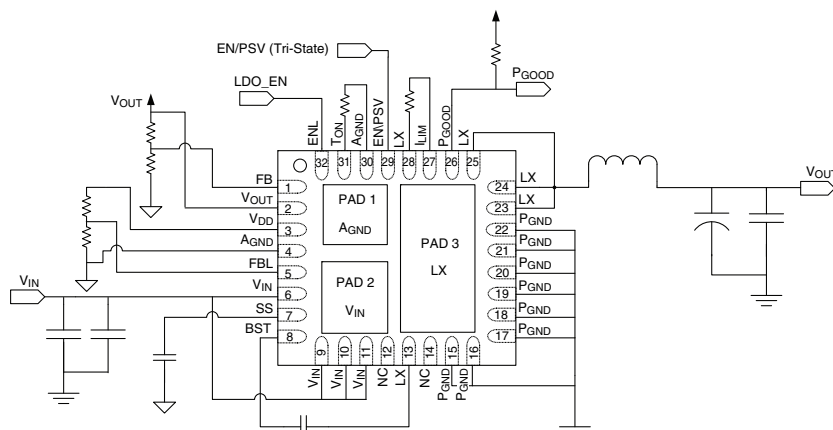 EN/PSV (Tri-State)
PGOOD
LDO_EN
VOUT
ENL
TON
AGND
EN\PSV
LX
ILIM
PGOOD
LX
32
31
30
29
28
27
26
25
FB
1
VOUT
2
VDD
3
AGND
4
FBL
5
VIN
VIN
6
SS
7
BST
8
PAD 1
AGND
PAD 2
VIN
PAD 3
LX
24
LX
23
LX
22
PGND
21
PGND
20
PGND
19
PGND
18
PGND
17
PGND
VOUT
9
10
11
12
13
14
15
16
VIN
VIN
VIN
NC
LX
NC
PGND
PGND